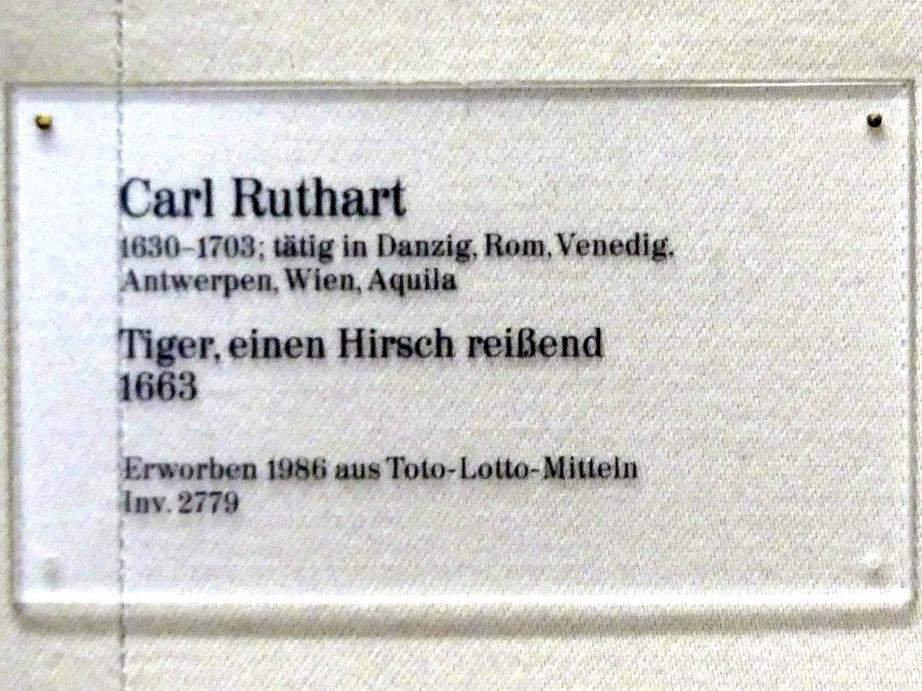 Carl Ruthart
1630–1703; tätig in Danzig, Rom, Venedig,
Antwerpen, Wien, Aquila
Tiger, einen Hirsch reißend
1663
Erworben 1986 aus Toto-Lotto-Mitteln
Inv. 2779